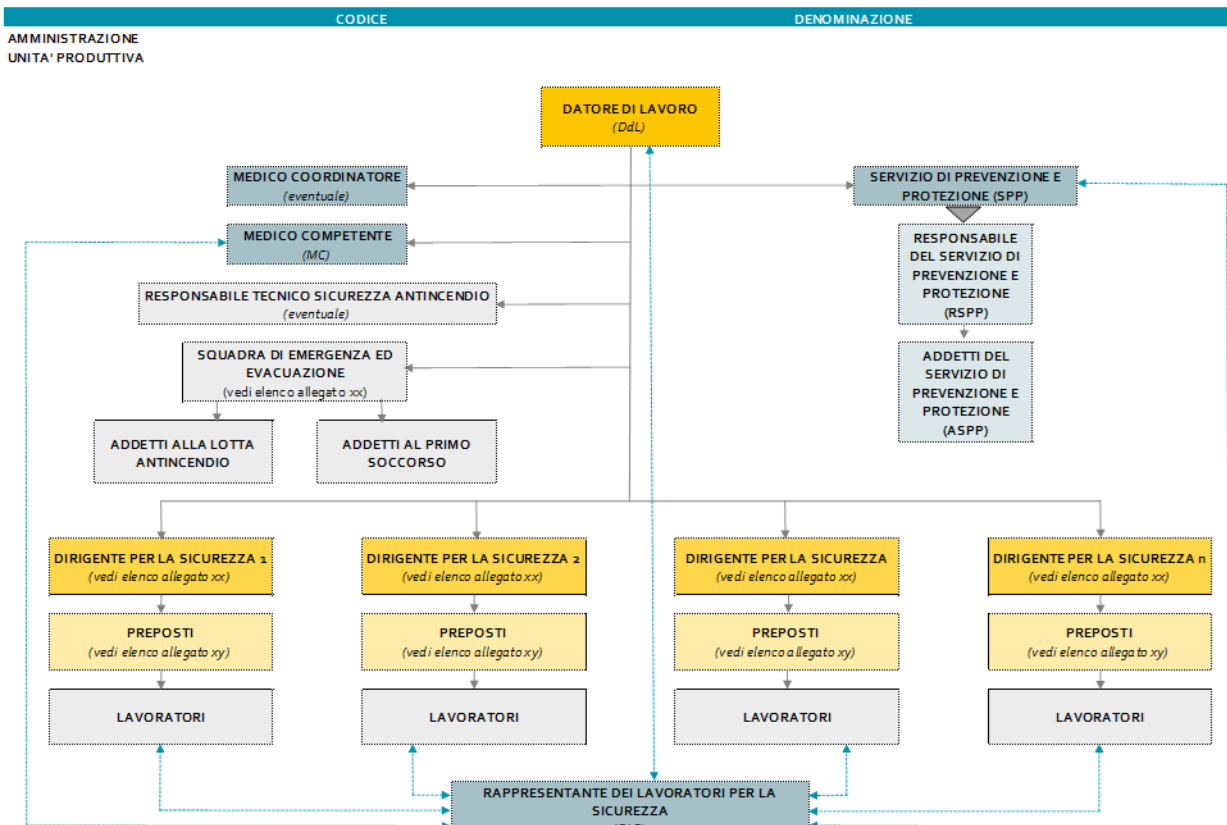 CODICE DENOMINAZIONE
AMMINISTRAZIONE
UNITA' PRODUTTIVA
DATORE DI LAVORO
(DdL)
MEDICO COORDINATORE
(eventuale)
SERVIZIO DI PREVENZIONE E
PROTEZIONE (SPP)
MEDICO COMPETENTE
(MC)
RESPONSABILE
DEL SERVIZIO DI
PREVENZIONE E
PROTEZIONE
(RSPP)
RESPONSABILE TECNICO SICUREZZA ANTINCENDIO
(eventuale)
SQUADRA DI EMERGENZA ED
EVACUAZIONE
(vedi elenco allegato xx)
ADDETTI DEL
SERVIZIO DI
PREVENZIONE E
PROTEZIONE
(ASPP)
ADDETTI ALLA LOTTA
ANTINCENDIO
ADDETTI AL PRIMO
SOCCORSO
DIRIGENTE PER LA SICUREZZA 1
(vedi elenco allegato xx)
DIRIGENTE PER LA SICUREZZA 2
(vedi elenco allegato xx)
DIRIGENTE PER LA SICUREZZA
(vedi elenco allegato xx)
DIRIGENTE PER LA SICUREZZA n
(vedi elenco allegato xx)
PREPOSTI
(vedi elenco allegato xy)
PREPOSTI
(vedi elenco allegato xy)
PREPOSTI
(vedi elenco allegato xy)
PREPOSTI
(vedi elenco allegato xy)
LAVORATORI
LAVORATORI
LAVORATORI
LAVORATORI
RAPPRESENTANTE DEI LAVORATORI PER LA
SICUREZZA